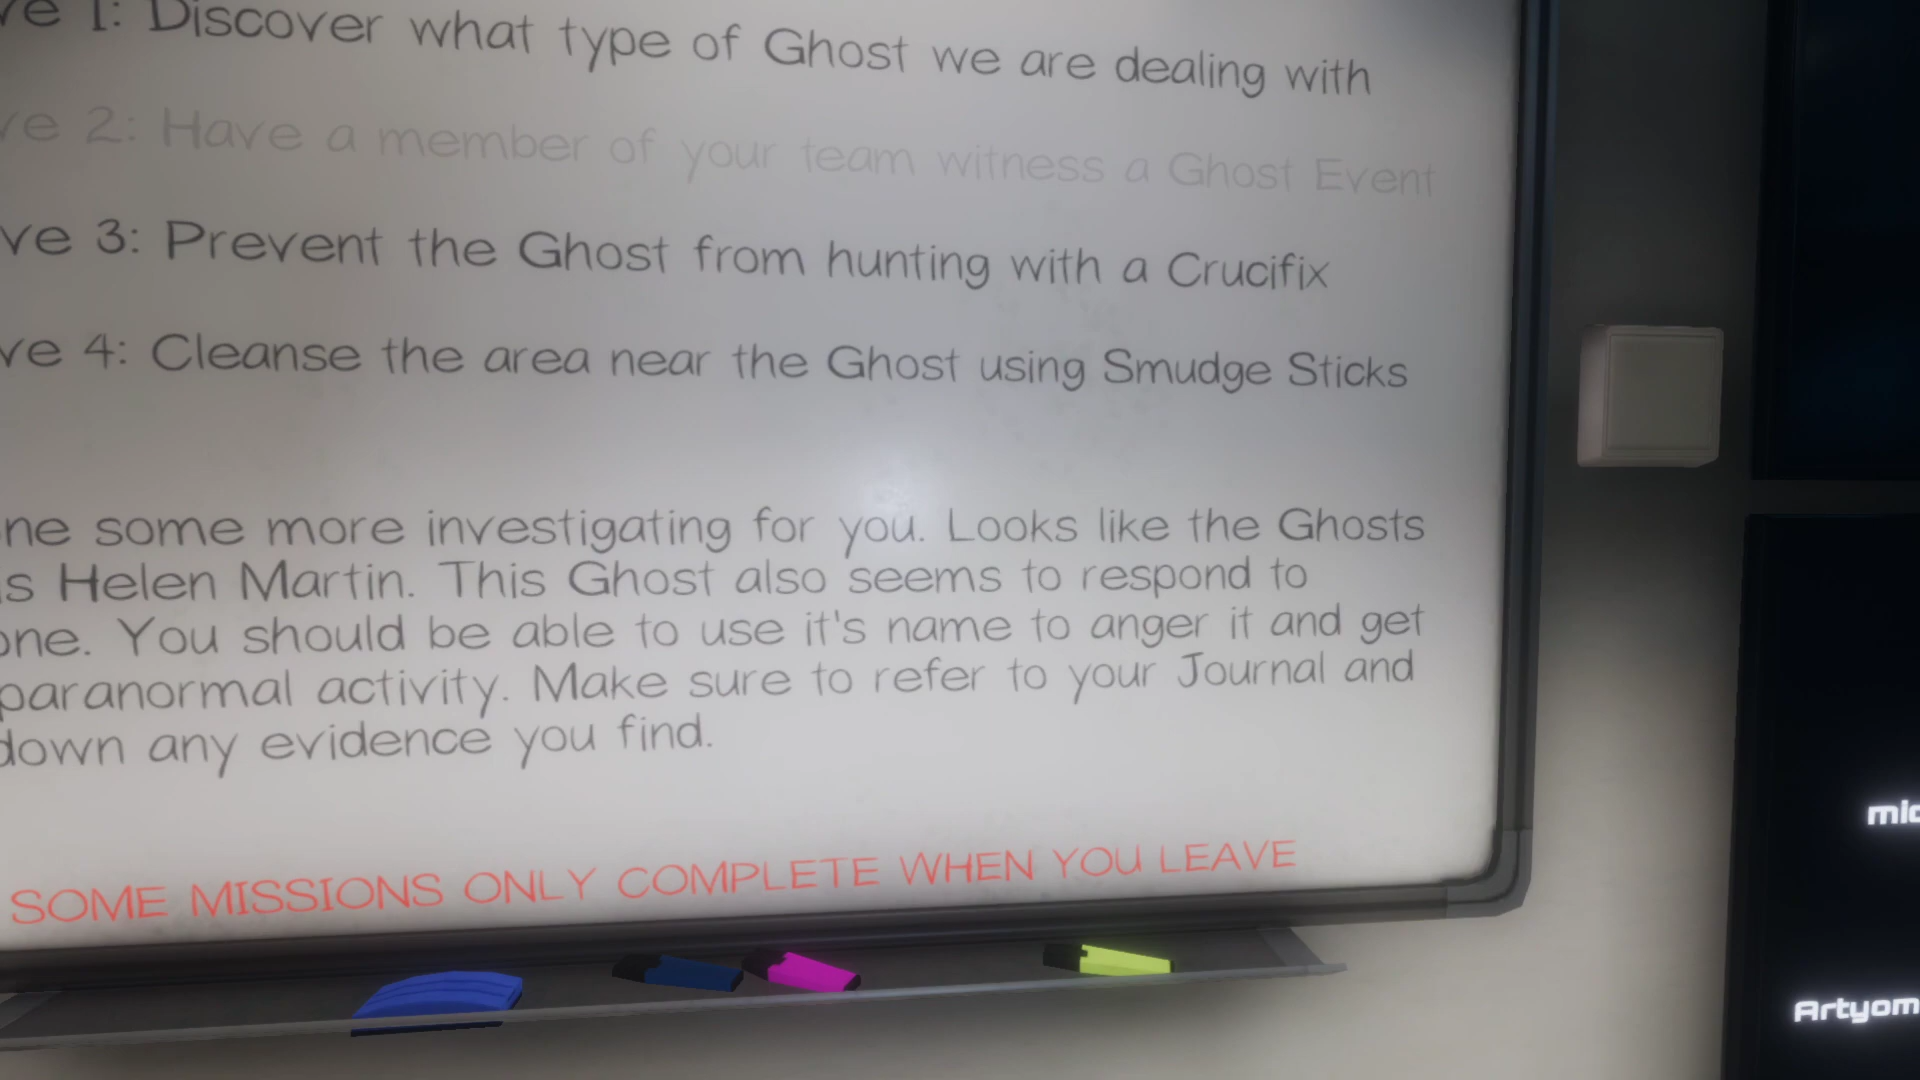 ve 1: Discover what type of Ghost we are dealing with
ve 2: Have a member of your team witness a Ghost Event
ve 3: Prevent the Ghost from hunting with a Crucifix
ve 4: Cleanse the area near the Ghost using Smudge Sticks
ne some more investigating for you. Looks like the Ghosts
is Helen Martin. This Ghost also seems to respond to
one. You should be able to use it's name to anger it and get
paranormal activity. Make sure to refer to your Journal and
down any evidence you find.
SOME MISSIONS ONLY COMPLETE WHEN YOU LEAVE
mic
Artyom